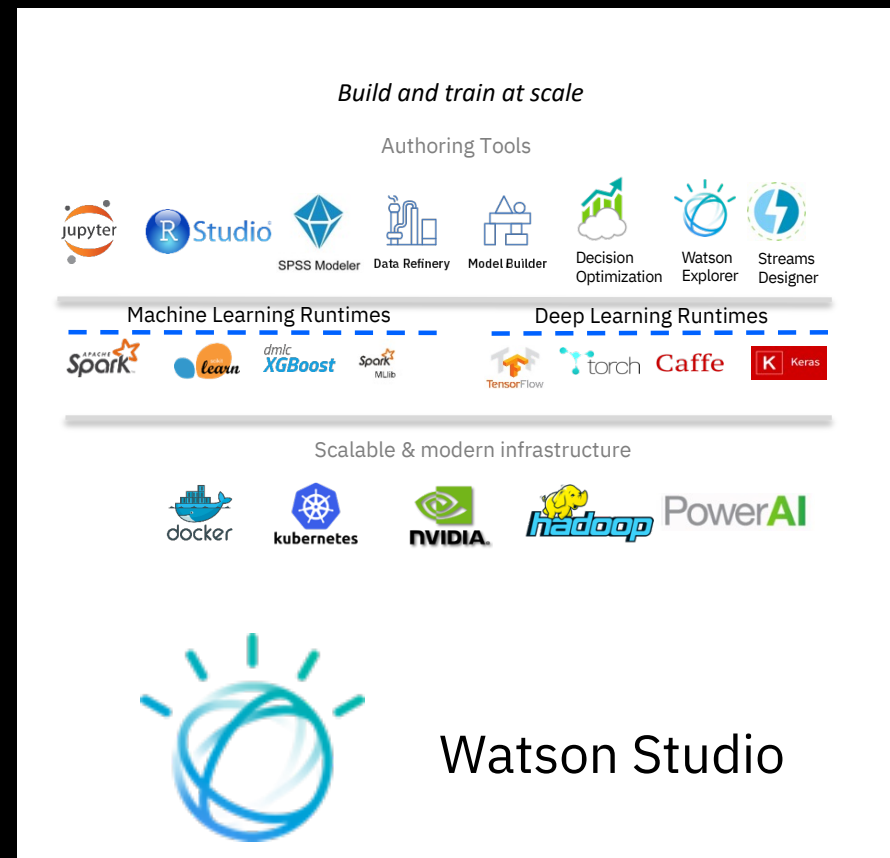 Build and train at scale
Authoring Tools
jupyter
R Studio
SPSS Modeler
Data Refinery
Model Builder
Decision
Optimization
Watson
Explorer
Streams
Designer
Machine Learning Runtimes
Deep Learning Runtimes
APACHE
Spark
scikit
learn
dmlc
XGBoost
Spark
MLlib
TensorFlow
torch
Caffe
K Keras
Scalable & modern infrastructure
docker
kubernetes
NVIDIA.
hadoop
PowerAI
Watson Studio